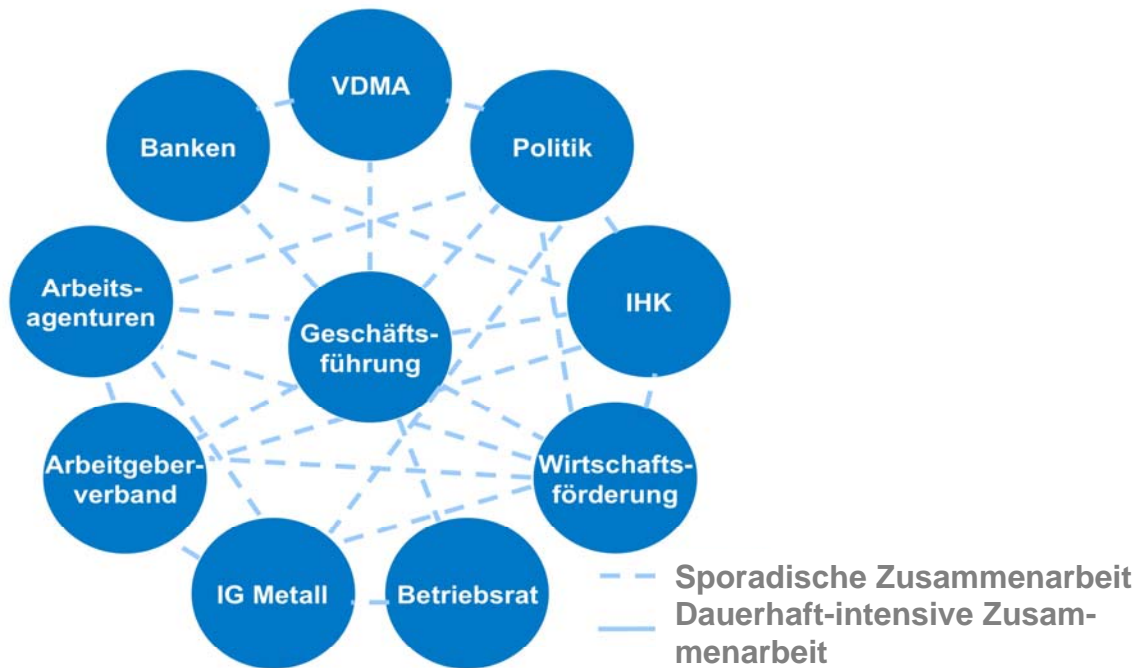 VDMA
Banken
Politik
Arbeits-
agenturen
IHK
Geschäfts-
führung
Arbeitgeber-
verband
Wirtschafts-
förderung
IG Metall
Betriebsrat
Sporadische Zusammenarbeit
Dauerhaft-intensive Zusam-
menarbeit